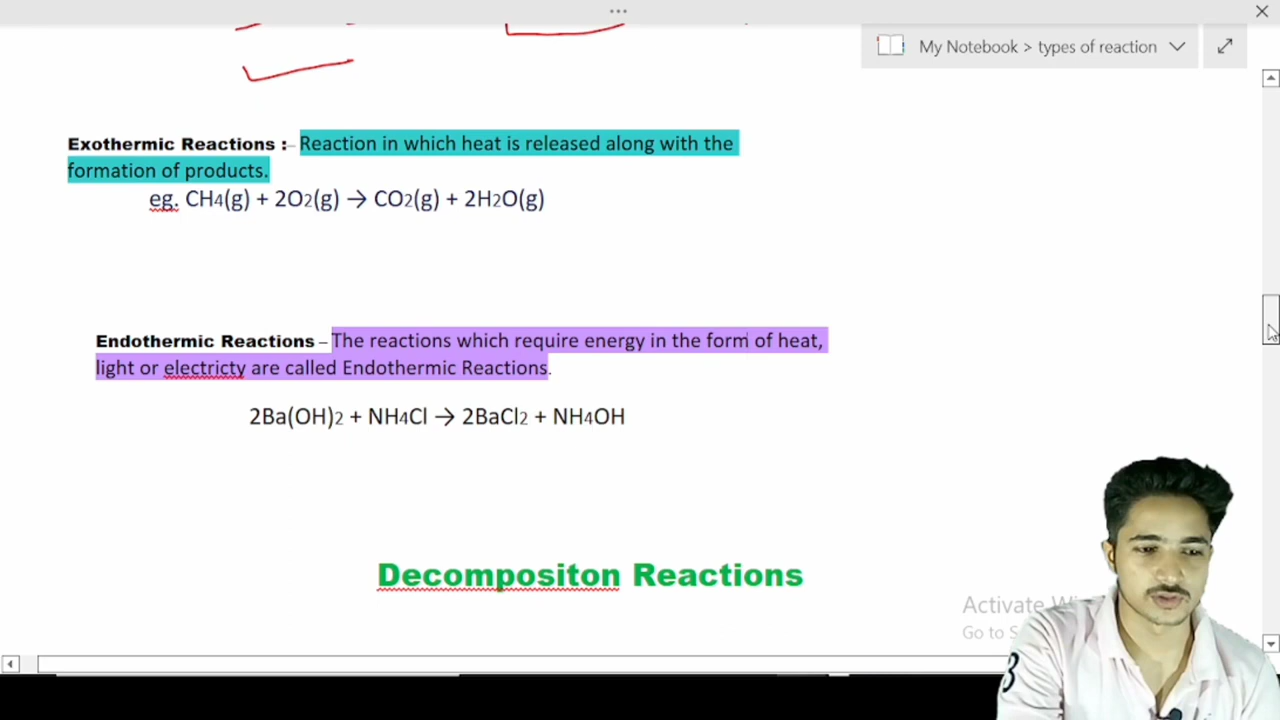 My Notebook > types of reaction
Exothermic Reactions :– Reaction in which heat is released along with the
formation of products.
eg. CH4(g) + 2O2(g) → CO2(g) + 2H2O(g)
Endothermic Reactions – The reactions which require energy in the form of heat,
light or electricty are called Endothermic Reactions.
2Ba(OH)2 + NH4Cl → 2BaCl2 + NH4OH
Decompositon Reactions
Activate
Go to